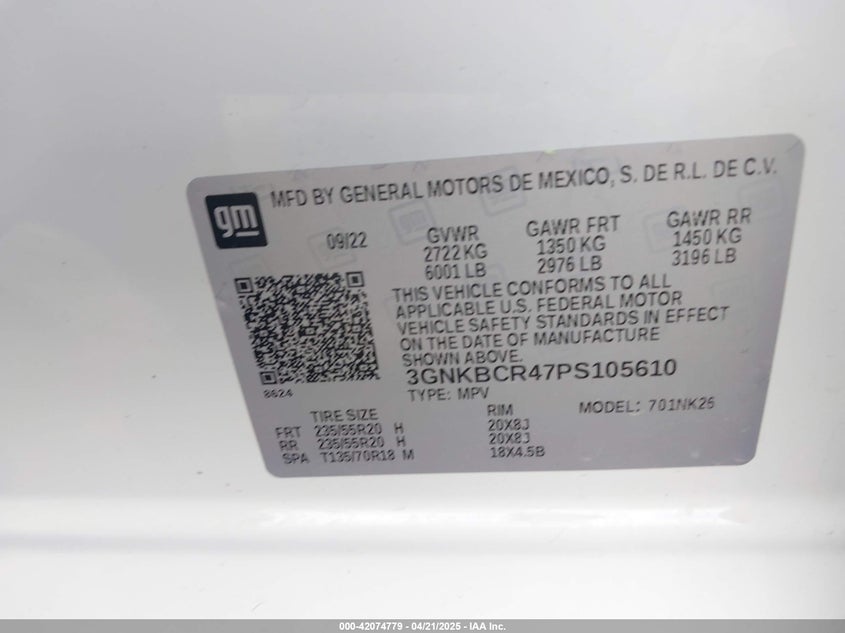 gm
MFD BY GENERAL MOTORS DE MEXICO, S. DE R.L. DE C.V.
09/22 GVWR GAWR FRT GAWR RR
2722 KG 1350 KG 1450 KG
6001 LB 2976 LB 3196 LB
THIS VEHICLE CONFORMS TO ALL
APPLICABLE U.S. FEDERAL MOTOR
VEHICLE SAFETY STANDARDS IN EFFECT
ON THE DATE OF MANUFACTURE
SHOWN ABOVE.
8624
3GNKBCR47PS105610
TYPE: MPV MODEL: 701NK26
TIRE SIZE RIM
FRT 235/55R20 H 20X8J
RR 235/55R20 H 20X8J
SPA T135/70R18 M 18X4.5B
000-42074779 - 04/21/2025 - IAA Inc.